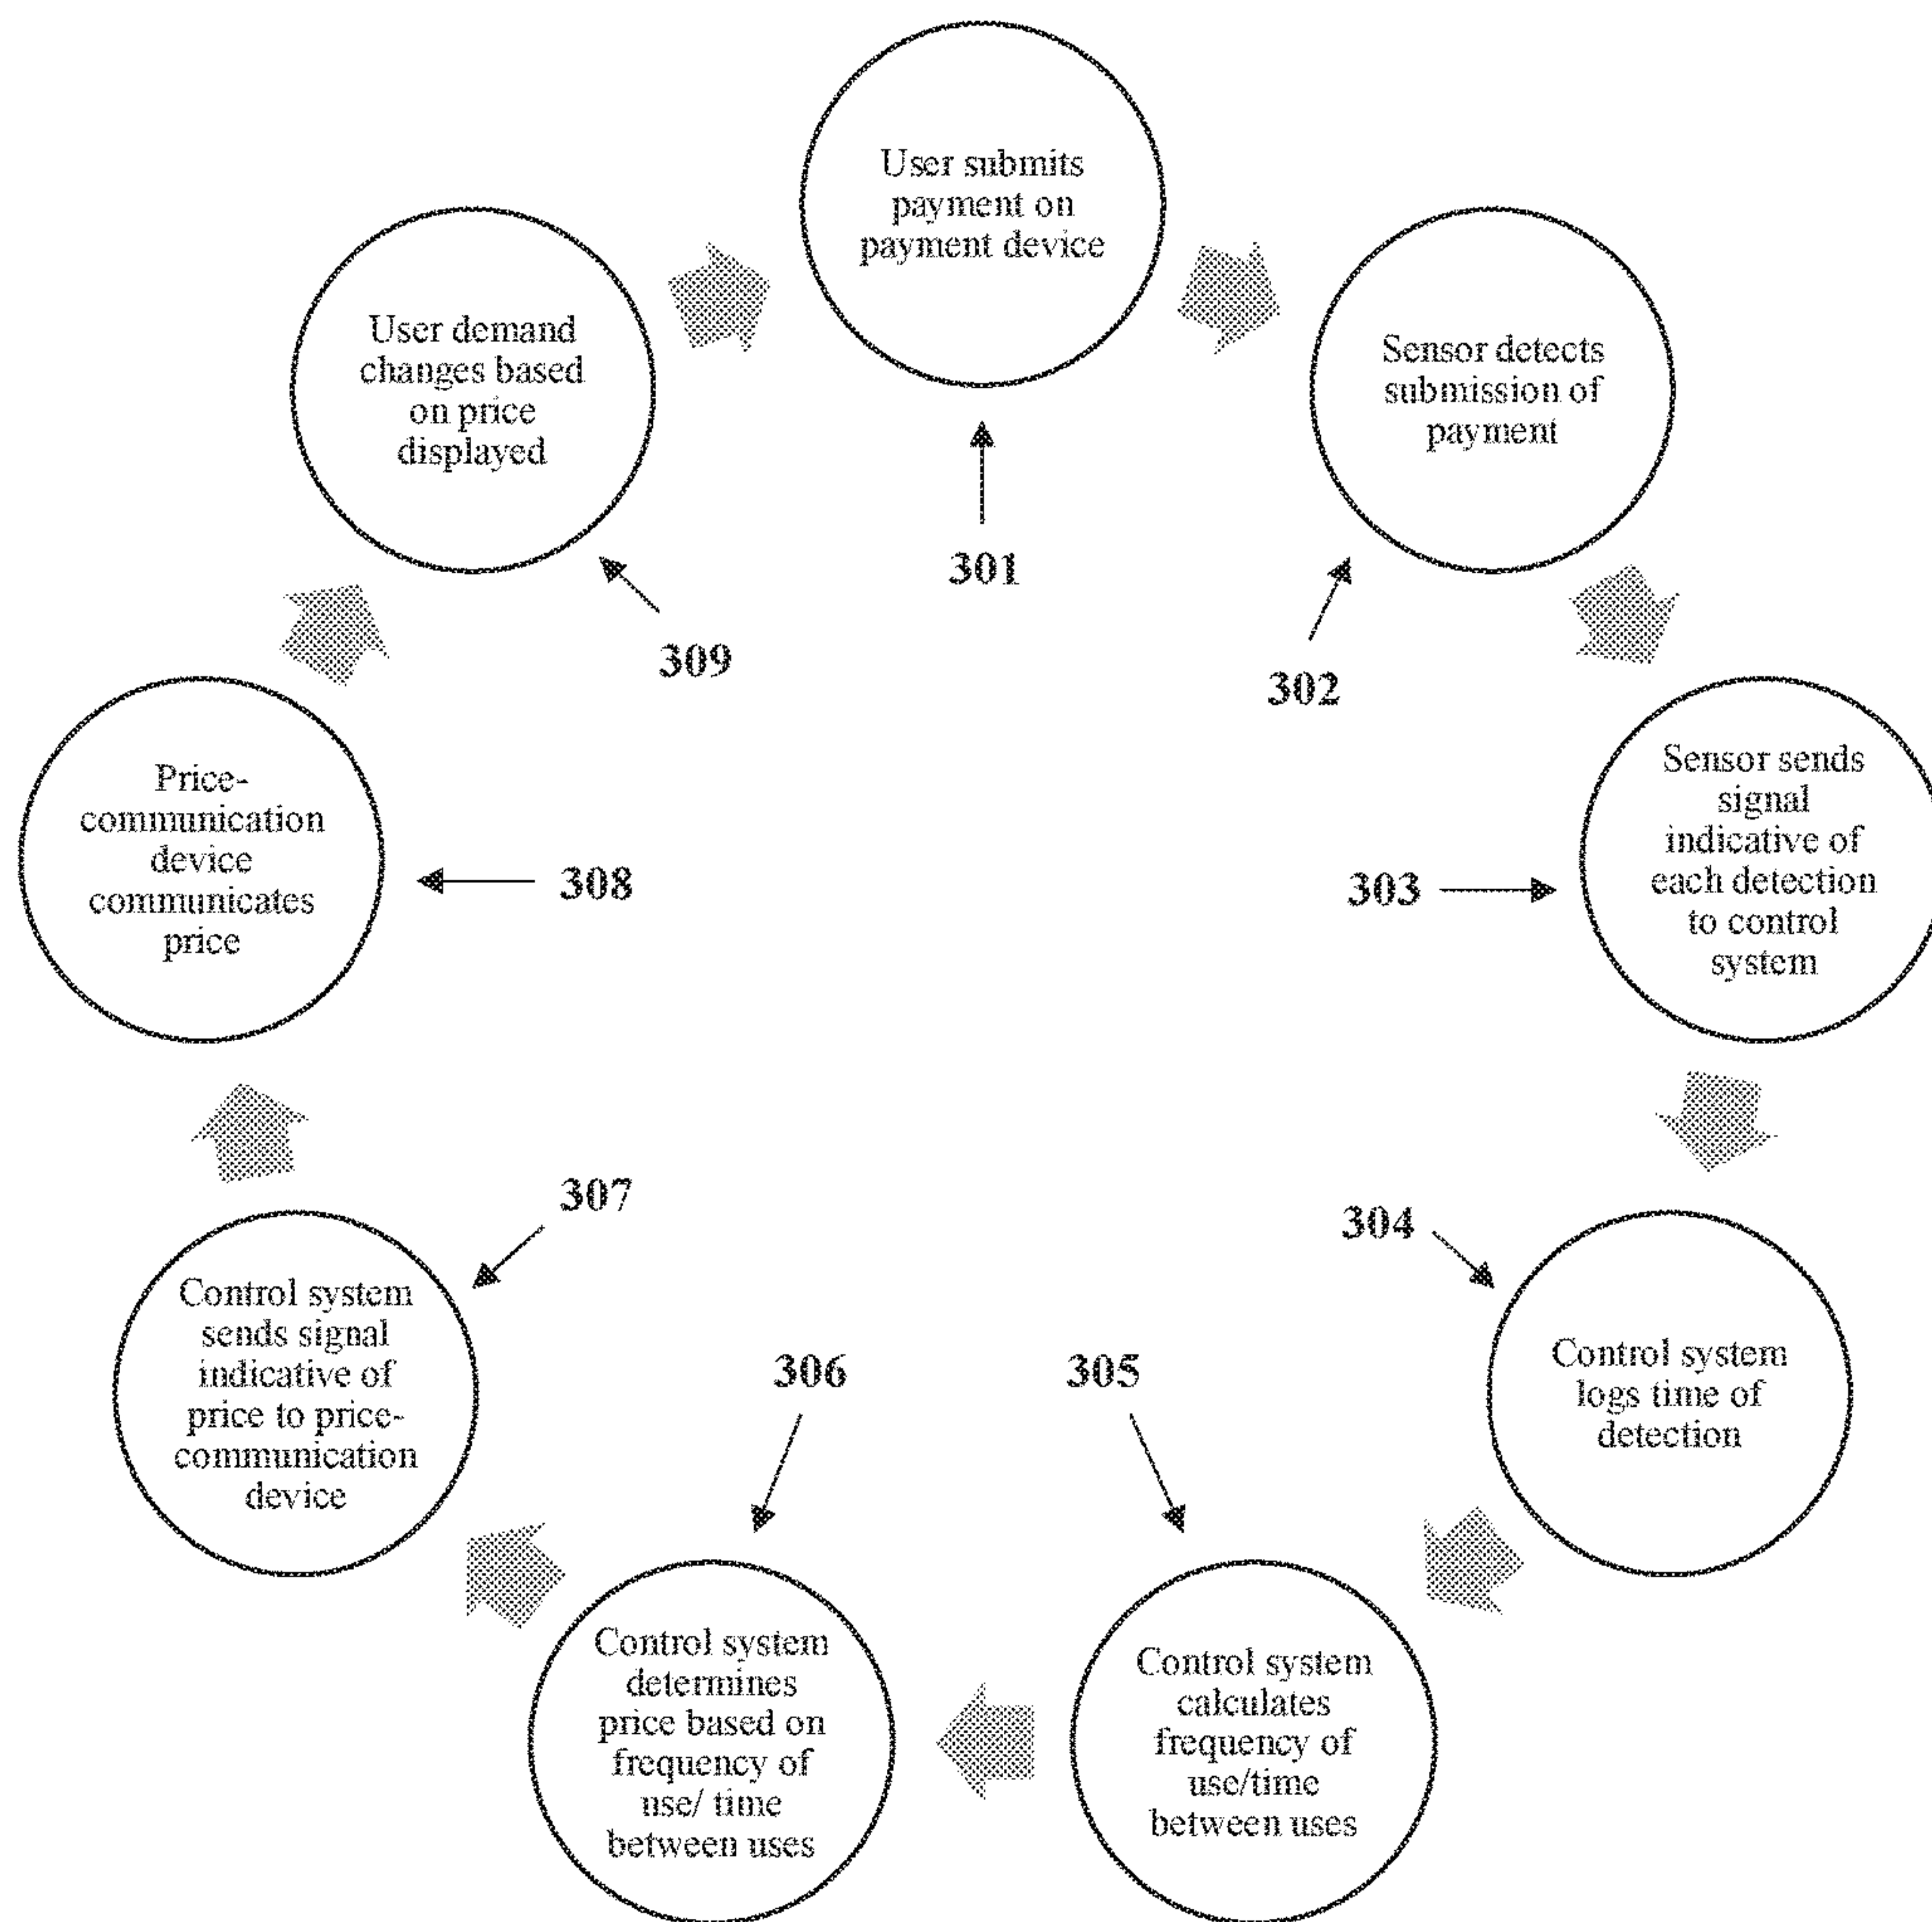 User submits
payment on
payment device
301
Sensor detects
submission of
payment
302
Sensor sends
signal
indicative of
each detection
to control
system
303
Control system
logs time of
detection
304
Control system
calculates
frequency of
use/time
between uses
305
Control system
determines
price based on
frequency of
use/ time
between uses
306
Control system
sends signal
indicative of
price to price-
communication
device
307
Price-
communication
device
communicates
price
308
User demand
changes based
on price
displayed
309